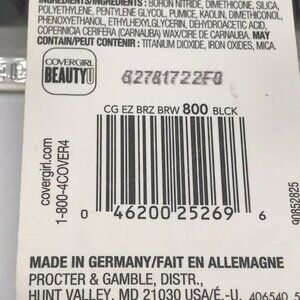 INGREDIENTS/INGRÉDIENTS: BORON NITRIDE, DIMETHICONE, SILICA,
POLYETHYLENE, PENTYLENE GLYCOL, PUMICE, KAOLIN, DIMETHICONOL,
PHENOXYETHANOL, ETHYLHEXYLGLYCERIN, DEHYDROACETIC ACID,
COPERNICIA CERIFERA (CARNAUBA) WAX/CIRE DE CARNAUBA. MAY
CONTAIN/PEUT CONTENIR: TITANIUM DIOXIDE, IRON OXIDES, MICA.
COVERGIRL
BEAUTYU
62781722F0
CG EZ BRZ BRW 800 BLCK
covergirl.com
1-800-4COVER4
0 46200 25269 6
90852825
MADE IN GERMANY/FAIT EN ALLEMAGNE
PROCTER & GAMBLE, DISTR.,
HUNT VALLEY, MD 21030 USA/É.-U. 406540